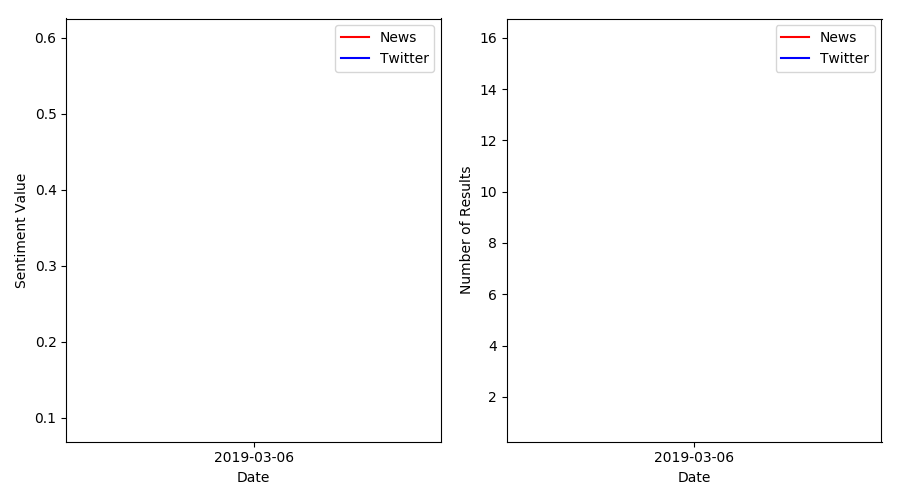 0.6
0.5
0.4
0.3
0.2
0.1
Sentiment Value
2019-03-06
Date
News
Twitter
16
14
12
10
8
6
4
2
Number of Results
2019-03-06
Date
News
Twitter